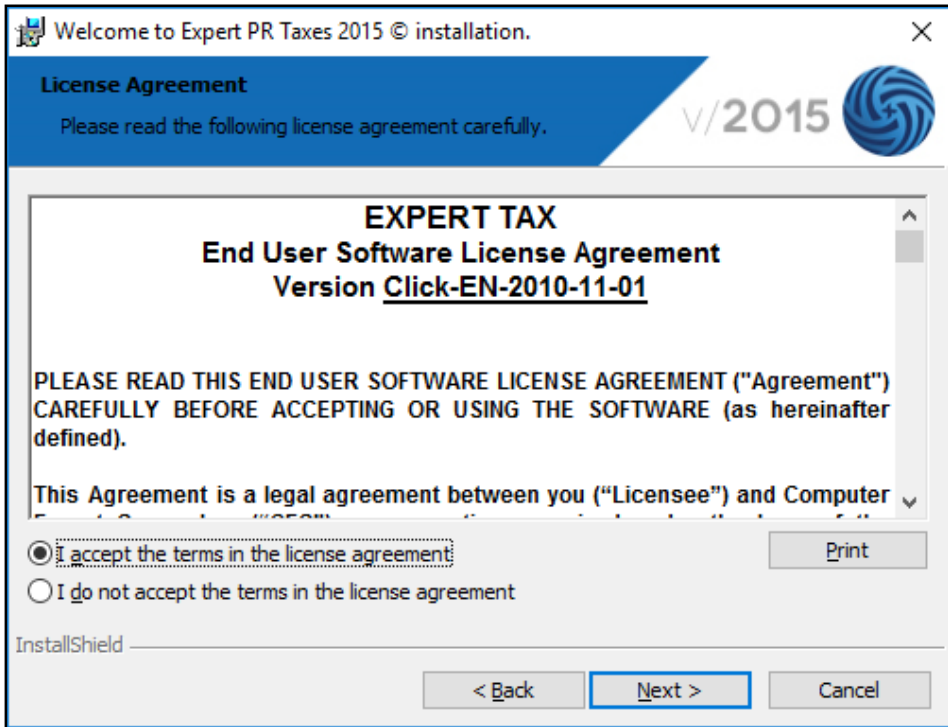 Welcome to Expert PR Taxes 2015 © installation.
License Agreement
Please read the following license agreement carefully.
v/2015
EXPERT TAX
End User Software License Agreement
Version Click-EN-2010-11-01
PLEASE READ THIS END USER SOFTWARE LICENSE AGREEMENT ("Agreement")
CAREFULLY BEFORE ACCEPTING OR USING THE SOFTWARE (as hereinafter
defined).
This Agreement is a legal agreement between you (“Licensee”) and Computer
I accept the terms in the license agreement
Print
I do not accept the terms in the license agreement
InstallShield
< Back
Next >
Cancel